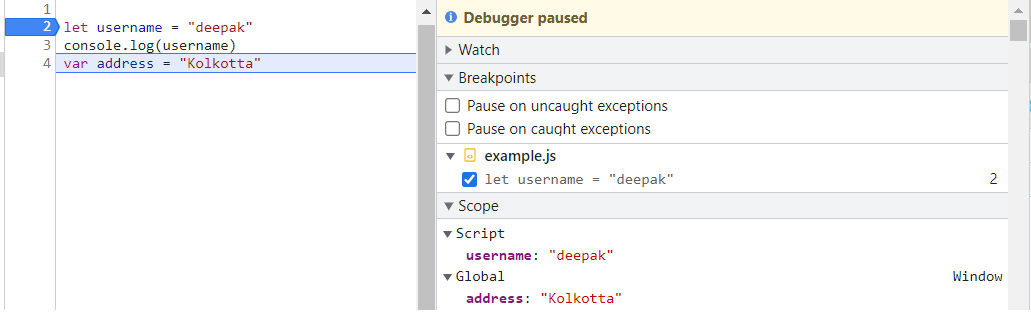 1
2 let username = "deepak"
3 console.log(username)
4 var address = "Kolkotta"
Debugger paused
Watch
Breakpoints
Pause on uncaught exceptions
Pause on caught exceptions
example.js
let username = "deepak" 2
Scope
Script
username: "deepak"
Global Window
address: "Kolkotta"